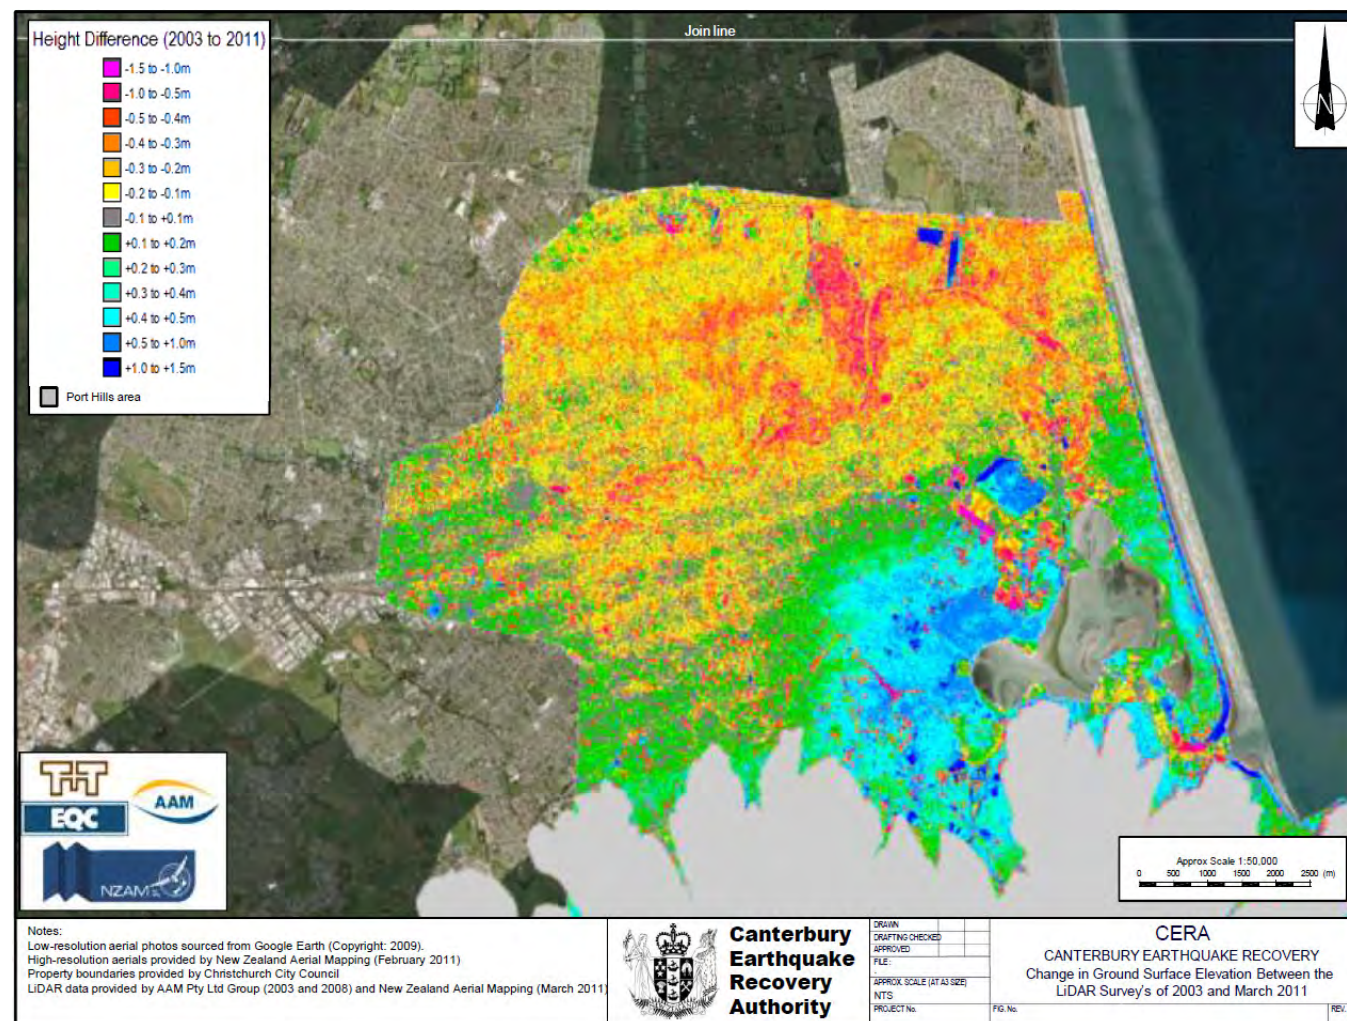 Join line
Height Difference (2003 to 2011)
-1.5 to -1.0m
-1.0 to -0.5m
-0.5 to -0.4m
-0.4 to -0.3m
-0.3 to -0.2m
-0.2 to -0.1m
-0.1 to +0.1m
+0.1 to +0.2m
+0.2 to +0.3m
+0.3 to +0.4m
+0.4 to +0.5m
+0.5 to +1.0m
+1.0 to +1.5m
Port Hills area
N
T+T
EQC
AAM
NZAM
Approx Scale 1:50,000
0 500 1000 1500 2000 2500 (m)
Notes:
Low-resolution aerial photos sourced from Google Earth (Copyright: 2009).
High-resolution aerials provided by New Zealand Aerial Mapping (February 2011)
Property boundaries provided by Christchurch City Council
LiDAR data provided by AAM Pty Ltd Group (2003 and 2008) and New Zealand Aerial Mapping (March 2011)
Canterbury
Earthquake
Recovery
Authority
DRAWN
DRAFTING CHECKED
APPROVED
FILE:
APPROX. SCALE (AT A3 SIZE)
NTS
PROJECT No.
CERA
CANTERBURY EARTHQUAKE RECOVERY
Change in Ground Surface Elevation Between the
LiDAR Survey's of 2003 and March 2011
FIG. No.
REV.